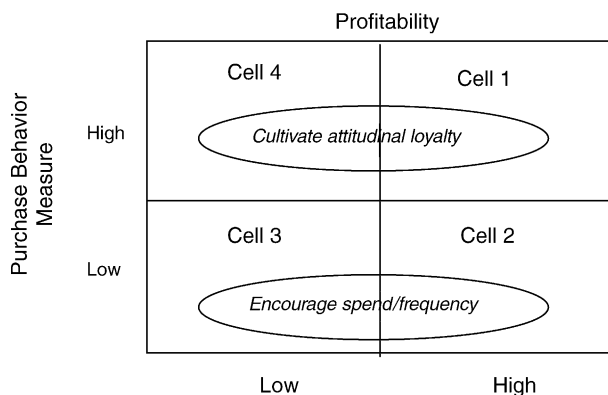 Profitability
Cell 4
Cell 1
Purchase Behavior
Measure
High
Cultivate attitudinal loyalty
Cell 3
Cell 2
Low
Encourage spend/frequency
Low
High